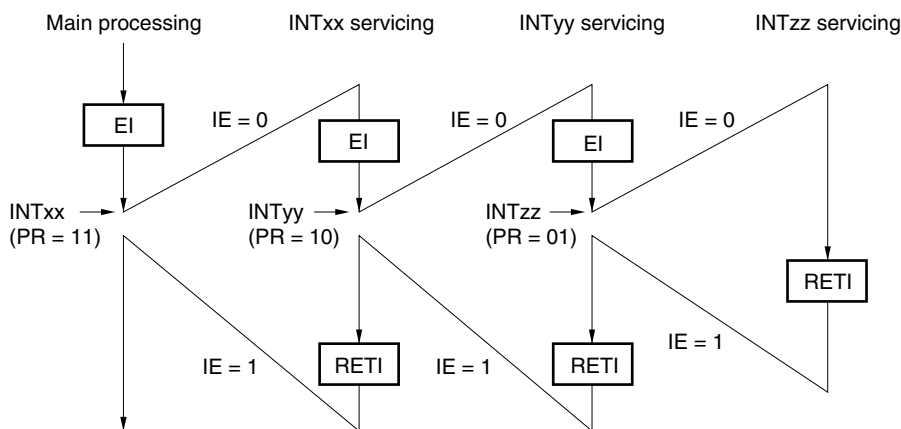 Main processing
INTxx servicing
INTyy servicing
INTzz servicing
EI
IE = 0
EI
IE = 0
EI
IE = 0
INTxx
(PR = 11)
INTyy
(PR = 10)
INTzz
(PR = 01)
RETI
IE = 1
RETI
IE = 1
RETI
IE = 1